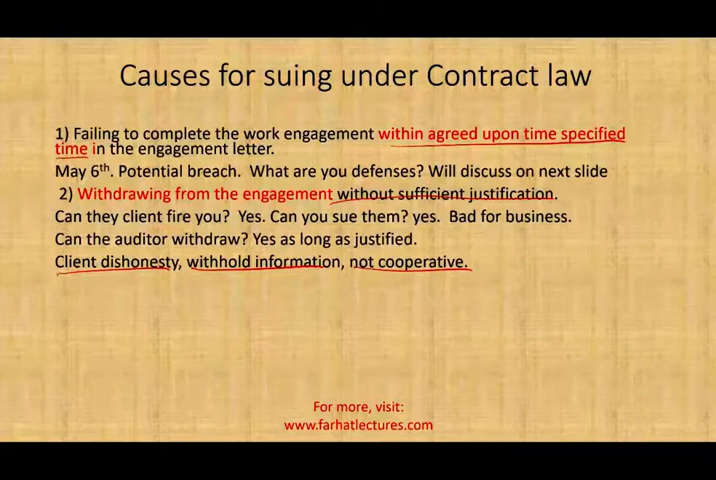 Causes for suing under Contract law
1) Failing to complete the work engagement within agreed upon time specified
time in the engagement letter.
May 6th. Potential breach. What are you defenses? Will discuss on next slide
2) Withdrawing from the engagement without sufficient justification.
Can they client fire you? Yes. Can you sue them? yes. Bad for business.
Can the auditor withdraw? Yes as long as justified.
Client dishonesty, withhold information, not cooperative.
For more, visit:
www.farhatlectures.com